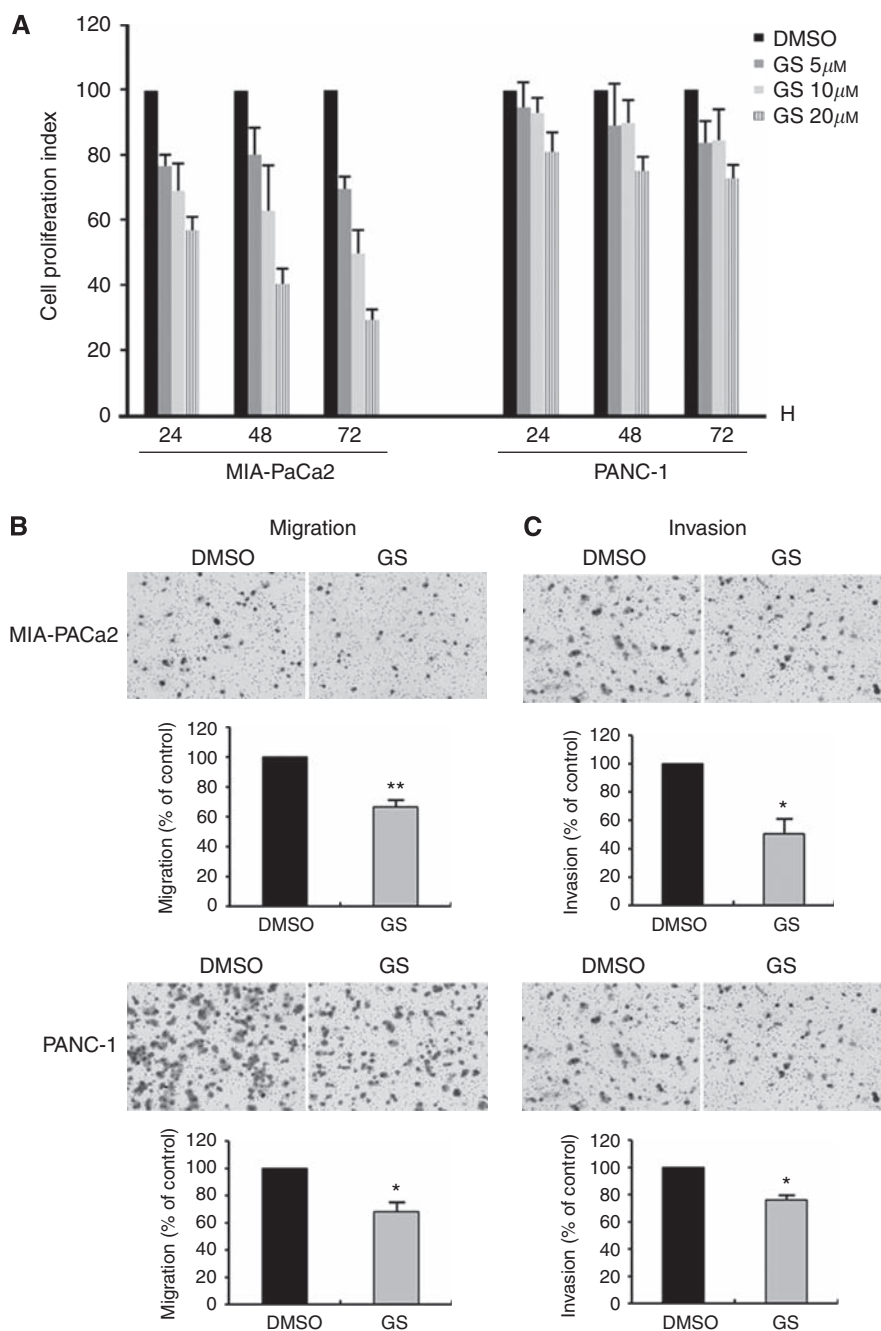 A
120
100
80
60
40
20
0
Cell proliferation index
DMSO
GS 5μM
GS 10μM
GS 20μM
24 48 72 24 48 72 H
MIA-PaCa2 PANC-1
B Migration
DMSO GS
C Invasion
DMSO GS
MIA-PACa2
120
100
80
60
40
20
0
Migration (% of control)
**
DMSO GS
120
100
80
60
40
20
0
Invasion (% of control)
*
DMSO GS
DMSO GS
DMSO GS
PANC-1
120
100
80
60
40
20
0
Migration (% of control)
*
DMSO GS
120
100
80
60
40
20
0
Invasion (% of control)
*
DMSO GS